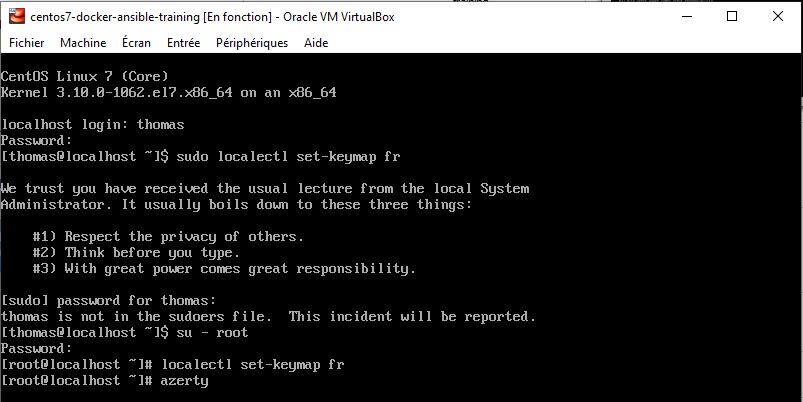 centos7-docker-ansible-training [En fonction] - Oracle VM VirtualBox
Fichier Machine Écran Entrée Périphériques Aide
CentOS Linux 7 (Core)
Kernel 3.10.0-1062.el7.x86_64 on an x86_64
localhost login: thomas
Password:
[thomas@localhost ~]$ sudo localectl set-keymap fr
We trust you have received the usual lecture from the local System
Administrator. It usually boils down to these three things:
#1) Respect the privacy of others.
#2) Think before you type.
#3) With great power comes great responsibility.
[sudo] password for thomas:
thomas is not in the sudoers file.  This incident will be reported.
[thomas@localhost ~]$ su - root
Password:
[root@localhost ~]# localectl set-keymap fr
[root@localhost ~]# azerty